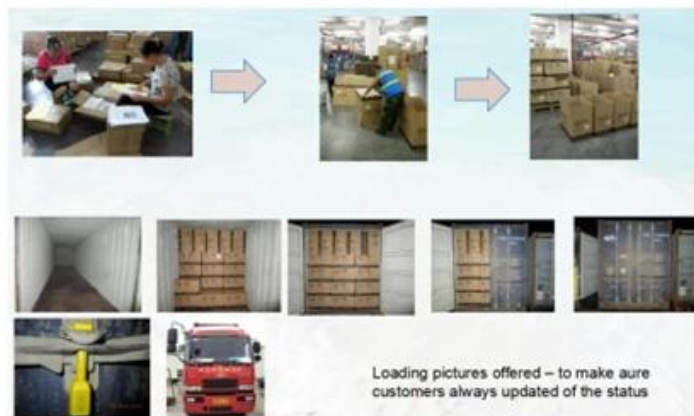 Loading pictures offered – to make aure
customers always updated of the status